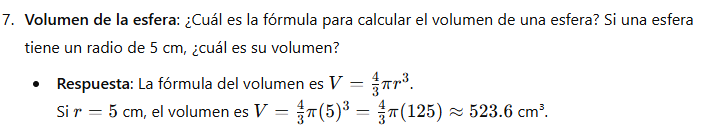 7. Volumen de la esfera: ¿Cuál es la fórmula para calcular el volumen de una esfera? Si una esfera
tiene un radio de 5 cm, ¿cuál es su volumen?
• Respuesta: La fórmula del volumen es $V = \frac{4}{3}\pi r^3$.
Si $r = 5$ cm, el volumen es $V = \frac{4}{3}\pi(5)^3 = \frac{4}{3}\pi(125) \approx 523.6$ cm³.